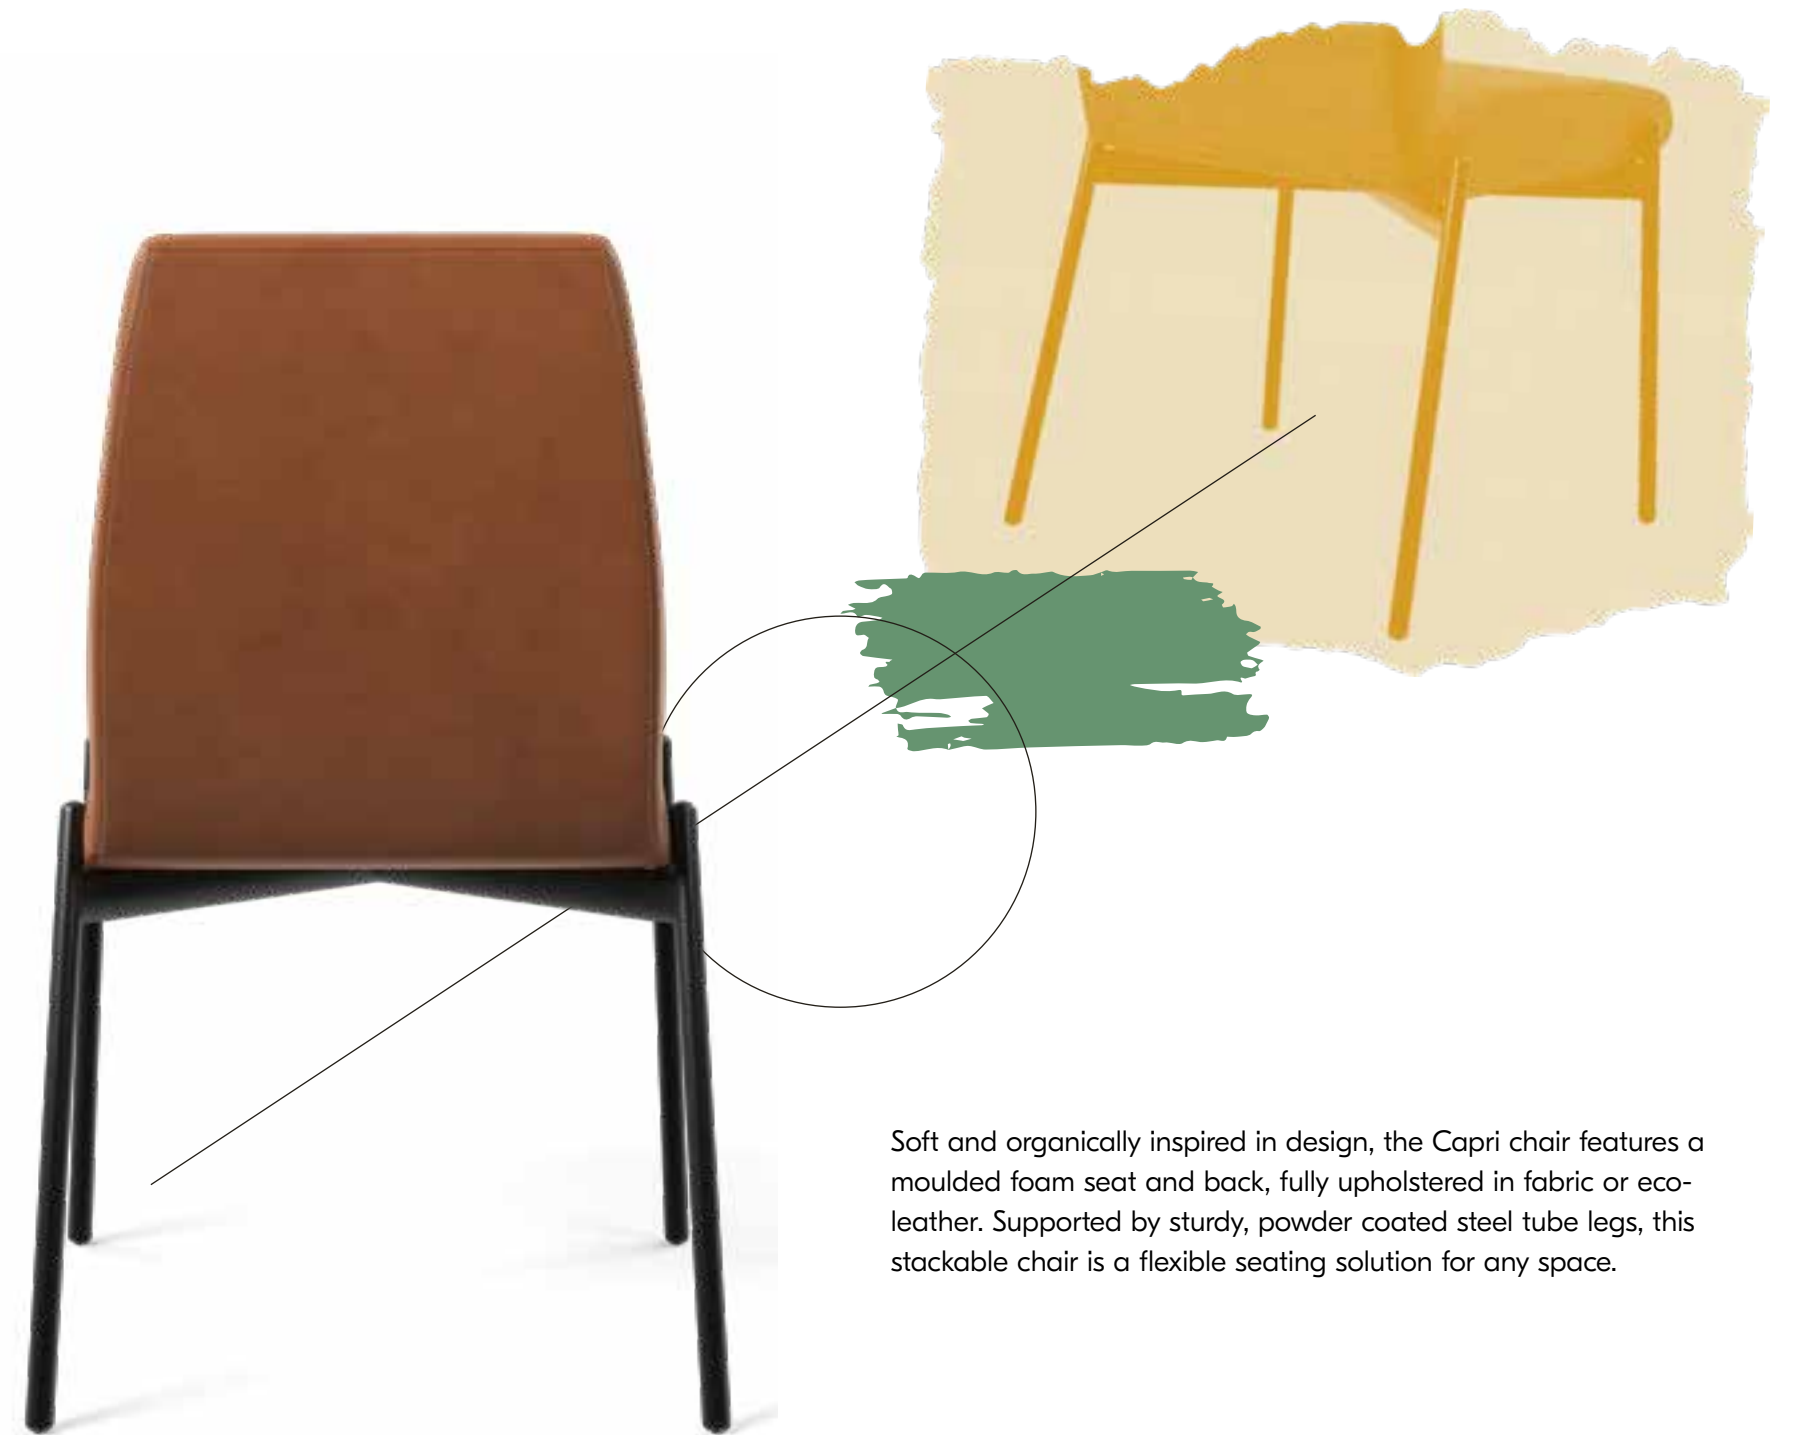 Soft and organically inspired in design, the Capri chair features a
moulded foam seat and back, fully upholstered in fabric or eco-
leather. Supported by sturdy, powder coated steel tube legs, this
stackable chair is a flexible seating solution for any space.